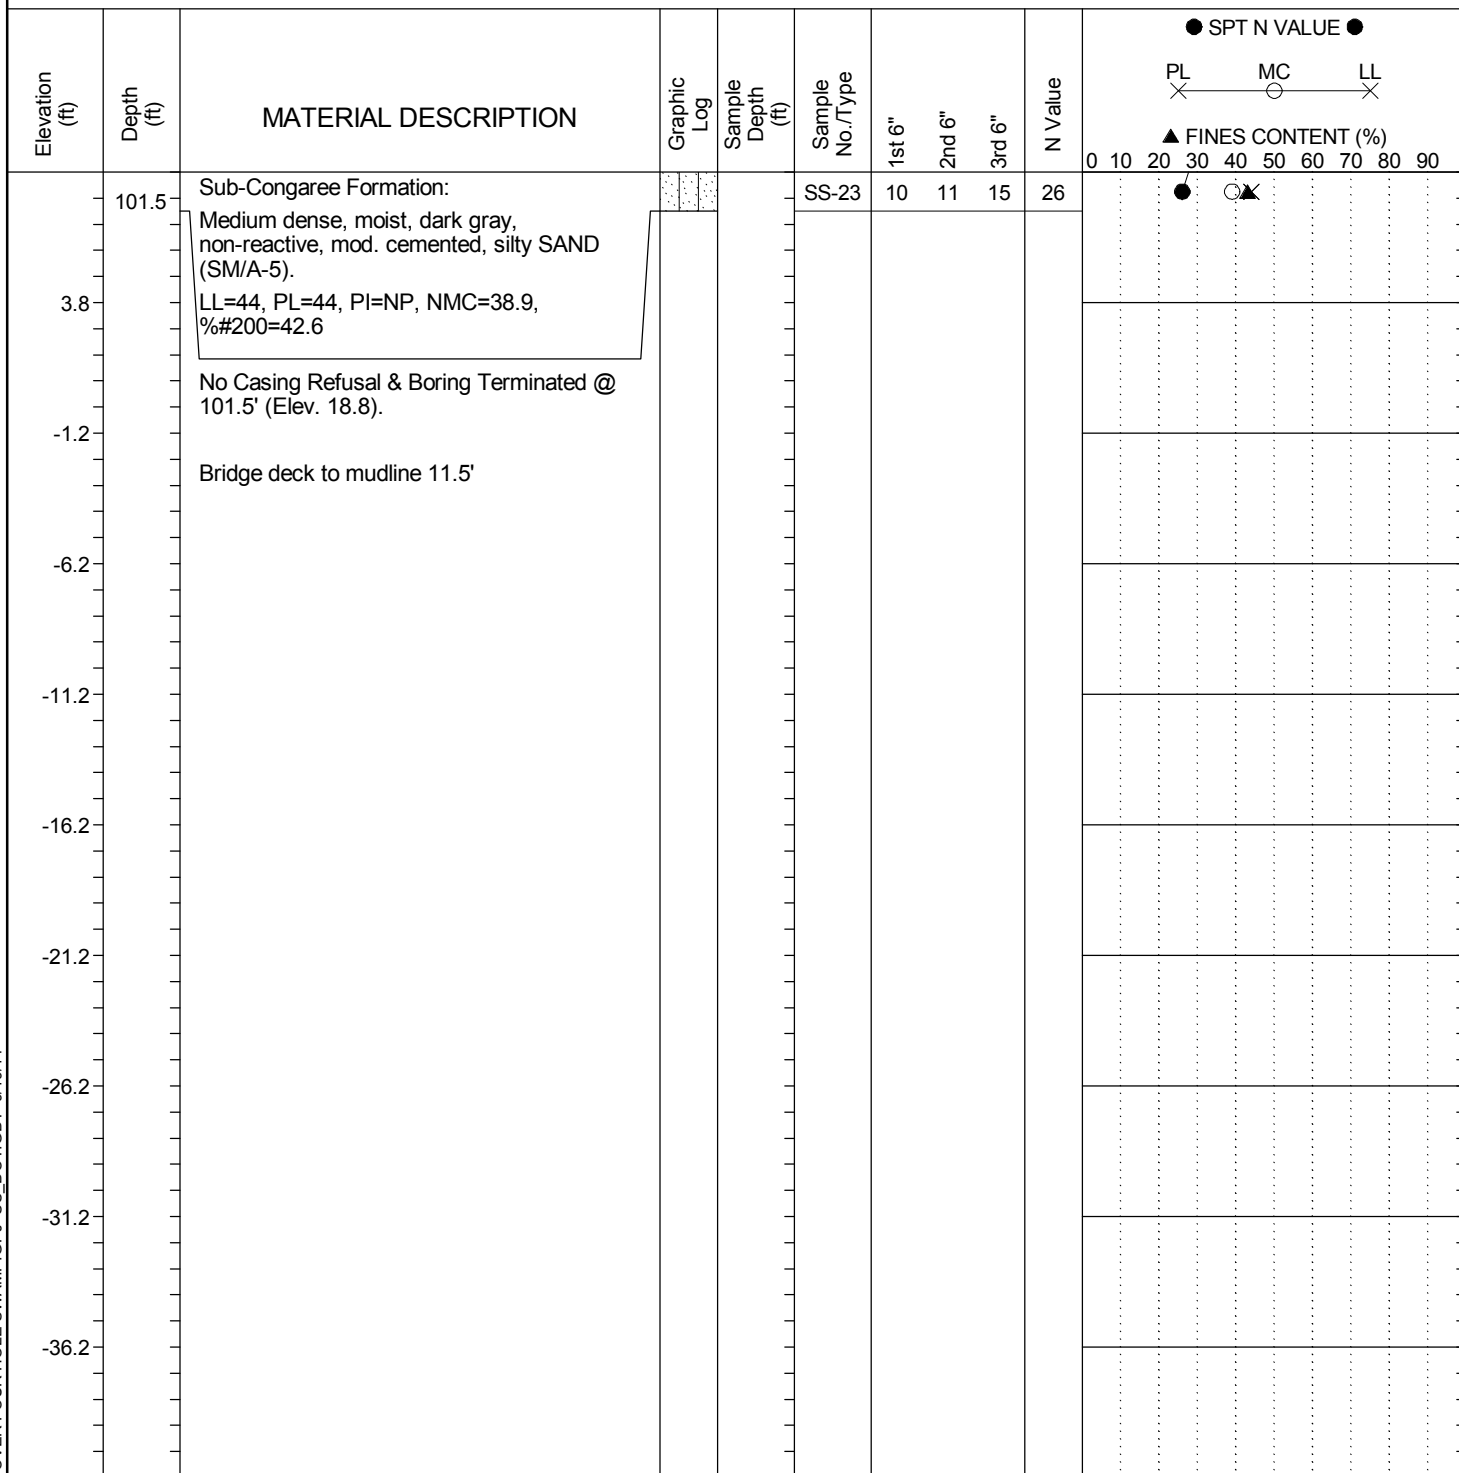 Elevation
(ft)
Depth
(ft)
MATERIAL DESCRIPTION
Graphic
Log
Sample
Depth
(ft)
Sample
No./Type
1st 6"
2nd 6"
3rd 6"
N Value
● SPT N VALUE ●
PL MC LL
▲ FINES CONTENT (%)
0 10 20 30 40 50 60 70 80 90
101.5
Sub-Congaree Formation:
SS-23 10 11 15 26
Medium dense, moist, dark gray,
non-reactive, mod. cemented, silty SAND
(SM/A-5).
3.8
LL=44, PL=44, PI=NP, NMC=38.9,
%#200=42.6
No Casing Refusal & Boring Terminated @
101.5' (Elev. 18.8).
-1.2
Bridge deck to mudline 11.5'
-6.2
-11.2
-16.2
-21.2
-26.2
-31.2
-36.2